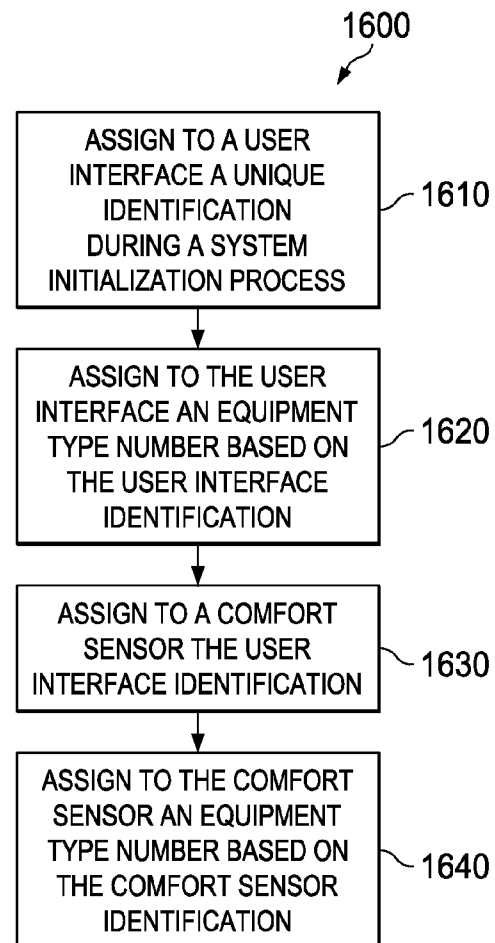 1600
ASSIGN TO A USER
INTERFACE A UNIQUE
IDENTIFICATION
DURING A SYSTEM
INITIALIZATION PROCESS
1610
ASSIGN TO THE USER
INTERFACE AN EQUIPMENT
TYPE NUMBER BASED ON
THE USER INTERFACE
IDENTIFICATION
1620
ASSIGN TO A COMFORT
SENSOR THE USER
INTERFACE IDENTIFICATION
1630
ASSIGN TO THE COMFORT
SENSOR AN EQUIPMENT
TYPE NUMBER BASED ON
THE COMFORT SENSOR
IDENTIFICATION
1640